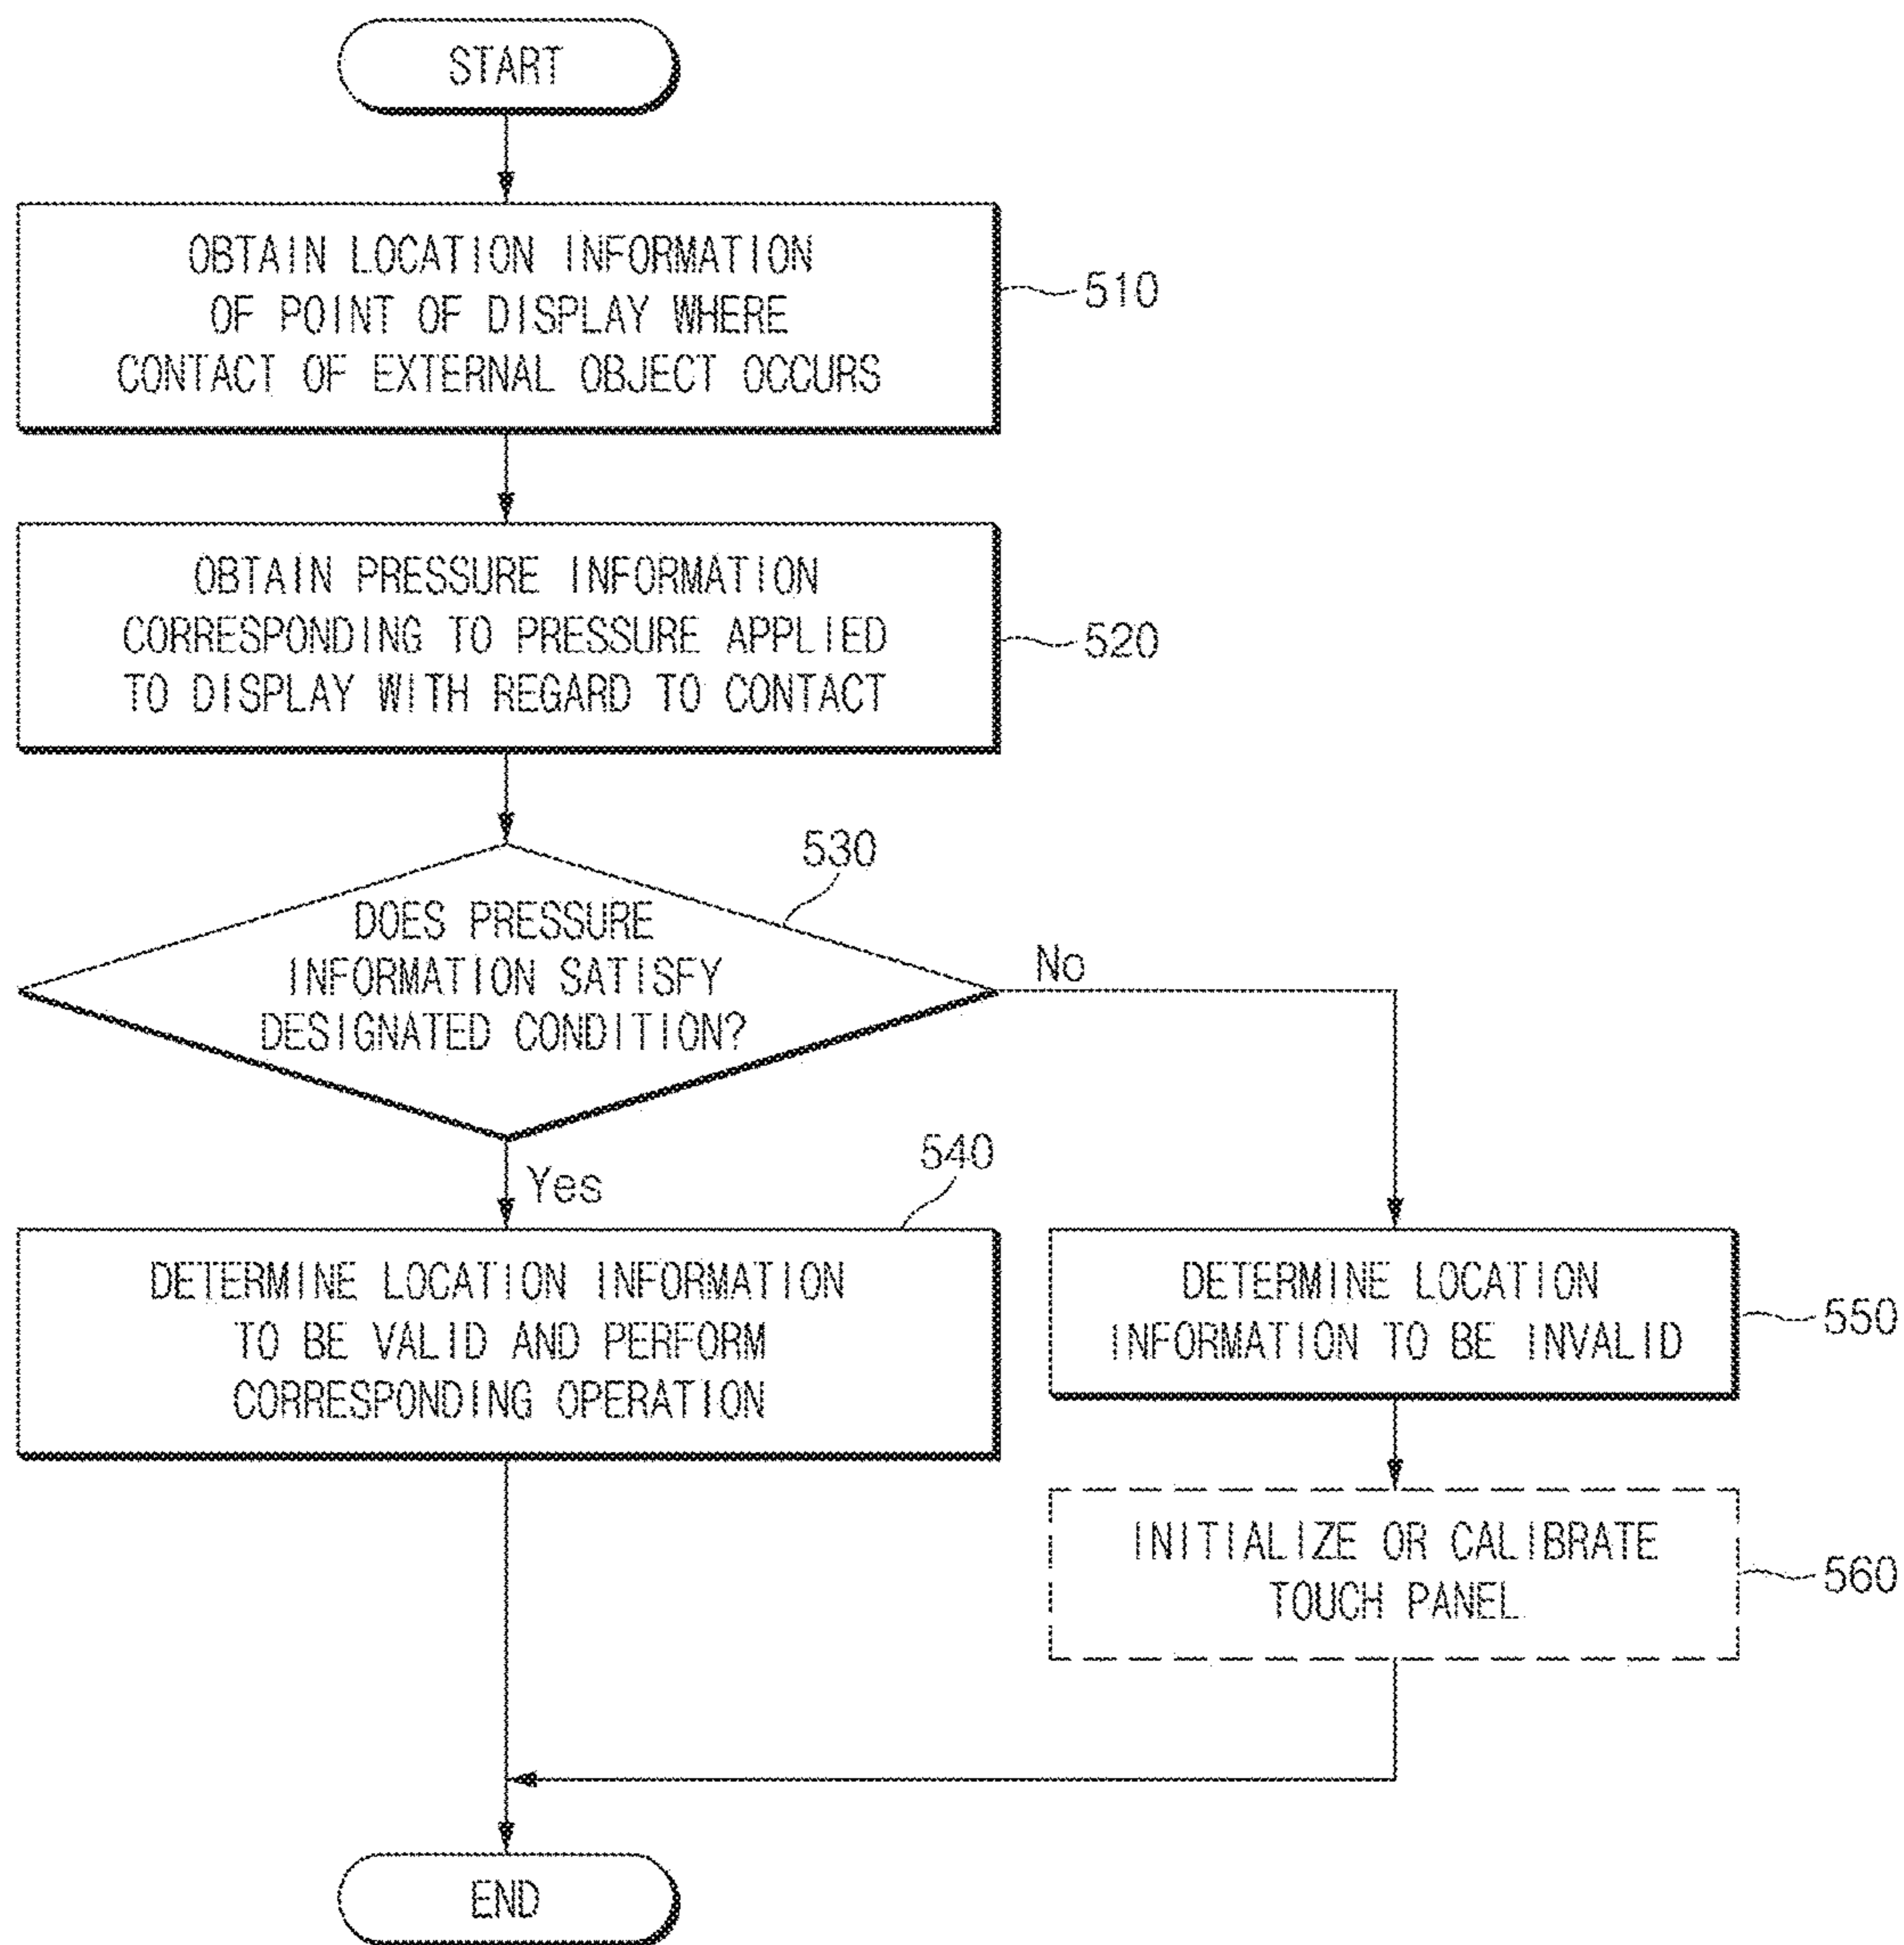 START
OBTAIN LOCATION INFORMATION
OF POINT OF DISPLAY WHERE
CONTACT OF EXTERNAL OBJECT OCCURS
510
OBTAIN PRESSURE INFORMATION
CORRESPONDING TO PRESSURE APPLIED
TO DISPLAY WITH REGARD TO CONTACT
520
530
DOES PRESSURE
INFORMATION SATISFY
DESIGNATED CONDITION?
No
Yes
540
DETERMINE LOCATION INFORMATION
TO BE VALID AND PERFORM
CORRESPONDING OPERATION
DETERMINE LOCATION
INFORMATION TO BE INVALID
550
INITIALIZE OR CALIBRATE
TOUCH PANEL
560
END